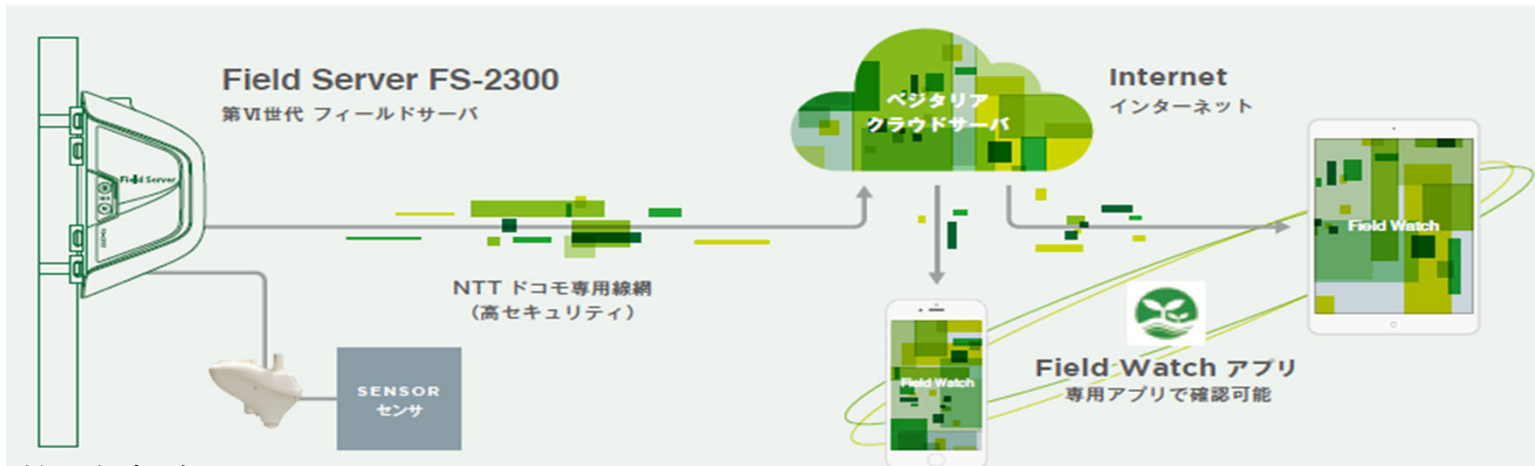 Field Server FS-2300
第Ⅵ世代 フィールドサーバ
Field Server
ベジタリア
クラウドサーバ
Internet
インターネット
Field Watch
NTT ドコモ専用線網
（高セキュリティ）
SENSOR
センサ
Field Watch
Field Watch アプリ
専用アプリで確認可能